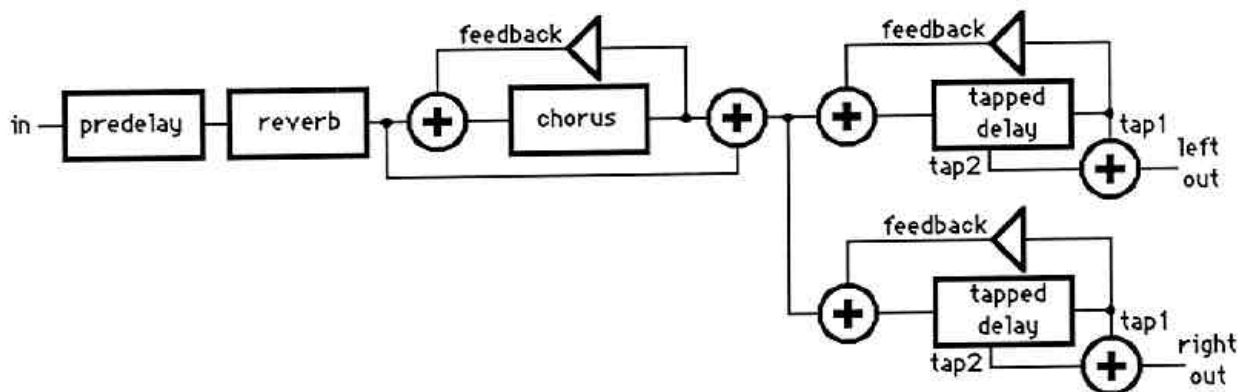 in
predelay
reverb
feedback
chorus
feedback
tapped
delay
tap1
tap2
left
out
feedback
tapped
delay
tap1
tap2
right
out